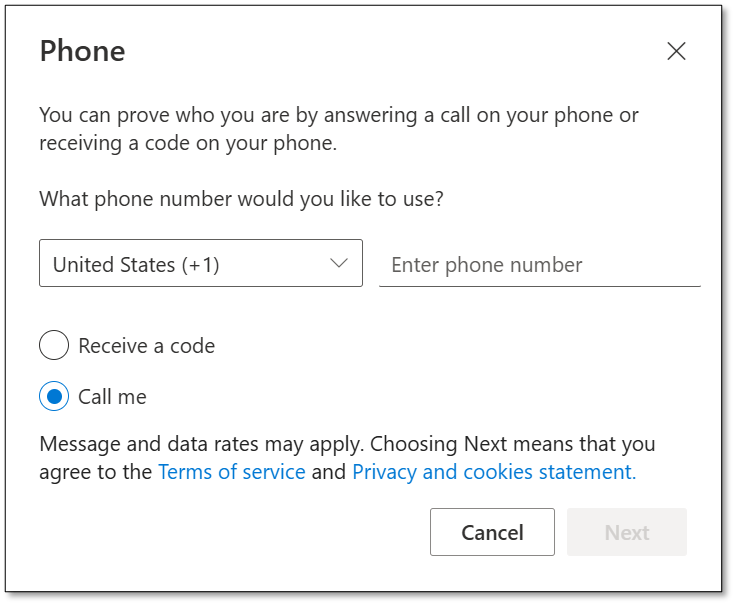 Phone
You can prove who you are by answering a call on your phone or
receiving a code on your phone.
What phone number would you like to use?
United States (+1)
Enter phone number
Receive a code
Call me
Message and data rates may apply. Choosing Next means that you
agree to the Terms of service and Privacy and cookies statement.
Cancel
Next